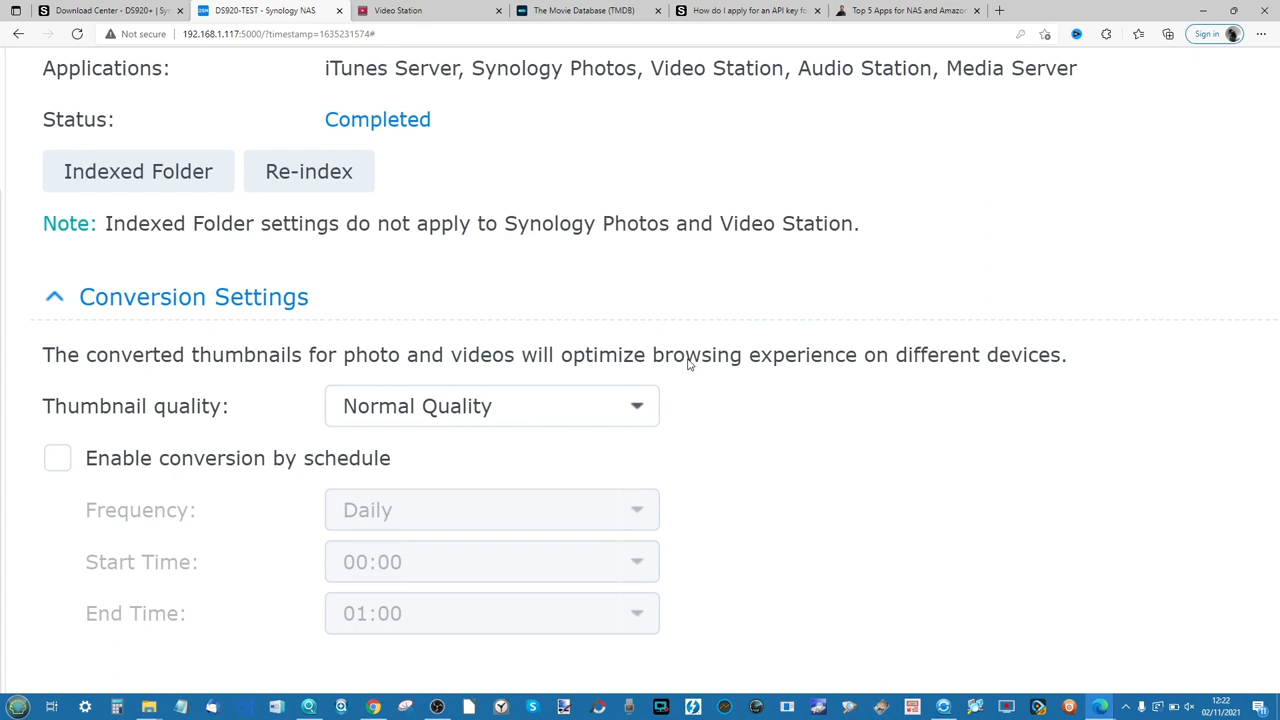 Download Center - DS920+ | Syn
DS920-TEST - Synology NAS
Video Station
The Movie Database (TMDB)
How do I apply for an API key fo
Top 5 Apps for NAS and Amazon
Not secure
192.168.1.117:5000/?timestamp=1635231574#
Sign in
Applications:
iTunes Server, Synology Photos, Video Station, Audio Station, Media Server
Status:
Completed
Indexed Folder
Re-index
Note: Indexed Folder settings do not apply to Synology Photos and Video Station.
Conversion Settings
The converted thumbnails for photo and videos will optimize browsing experience on different devices.
Thumbnail quality:
Normal Quality
Enable conversion by schedule
Frequency:
Daily
Start Time:
00:00
End Time:
01:00
12:22
02/11/2021